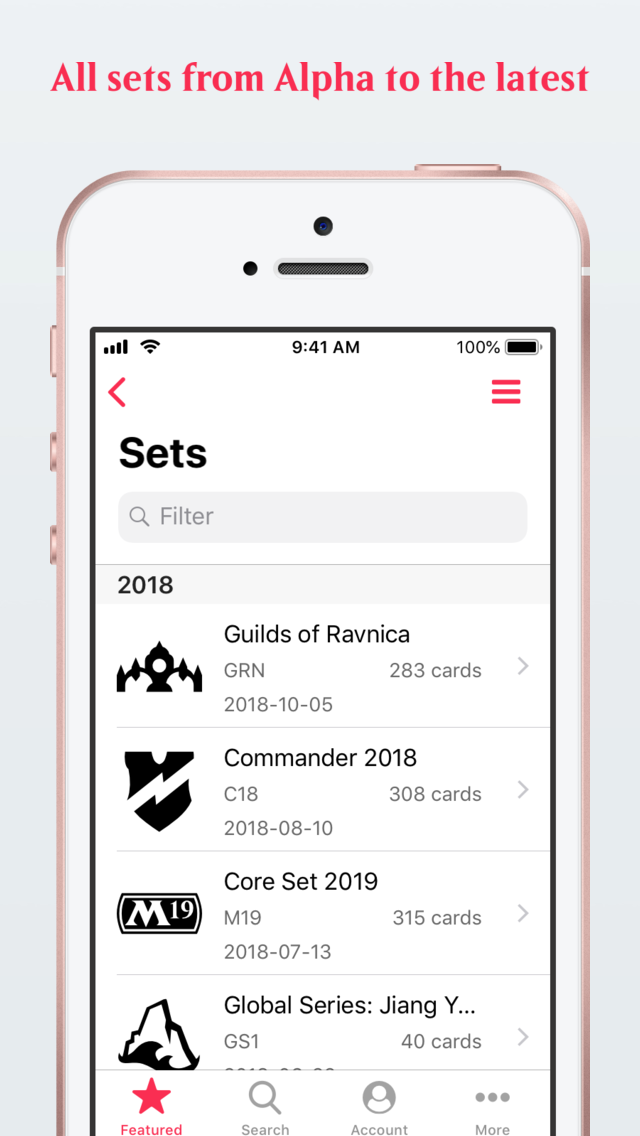 All sets from Alpha to the latest
9:41 AM
100%
Sets
Filter
2018
Guilds of Ravnica
GRN
283 cards
2018-10-05
Commander 2018
C18
308 cards
2018-08-10
Core Set 2019
M19
M19
315 cards
2018-07-13
Global Series: Jiang Y...
GS1
40 cards
Featured
Search
Account
More